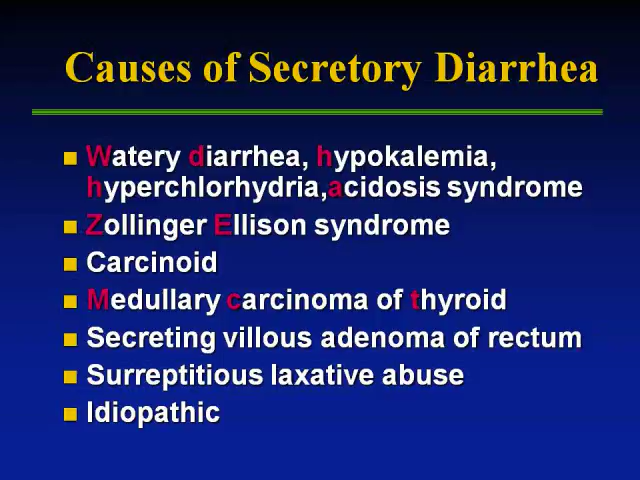 Causes of Secretory Diarrhea
Watery diarrhea, hypokalemia,
hyperchlorhydria,acidosis syndrome
Zollinger Ellison syndrome
Carcinoid
Medullary carcinoma of thyroid
Secreting villous adenoma of rectum
Surreptitious laxative abuse
Idiopathic